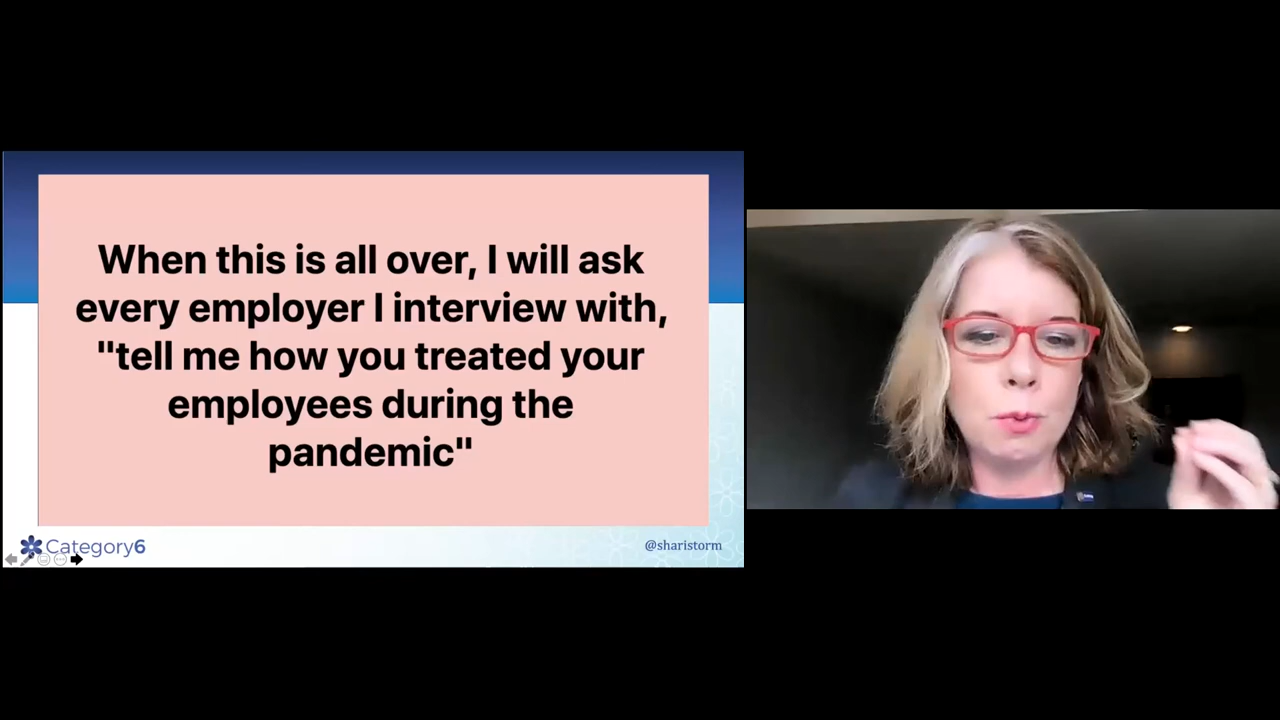 When this is all over, I will ask
every employer I interview with,
"tell me how you treated your
employees during the
pandemic"
Category6
@sharistorm